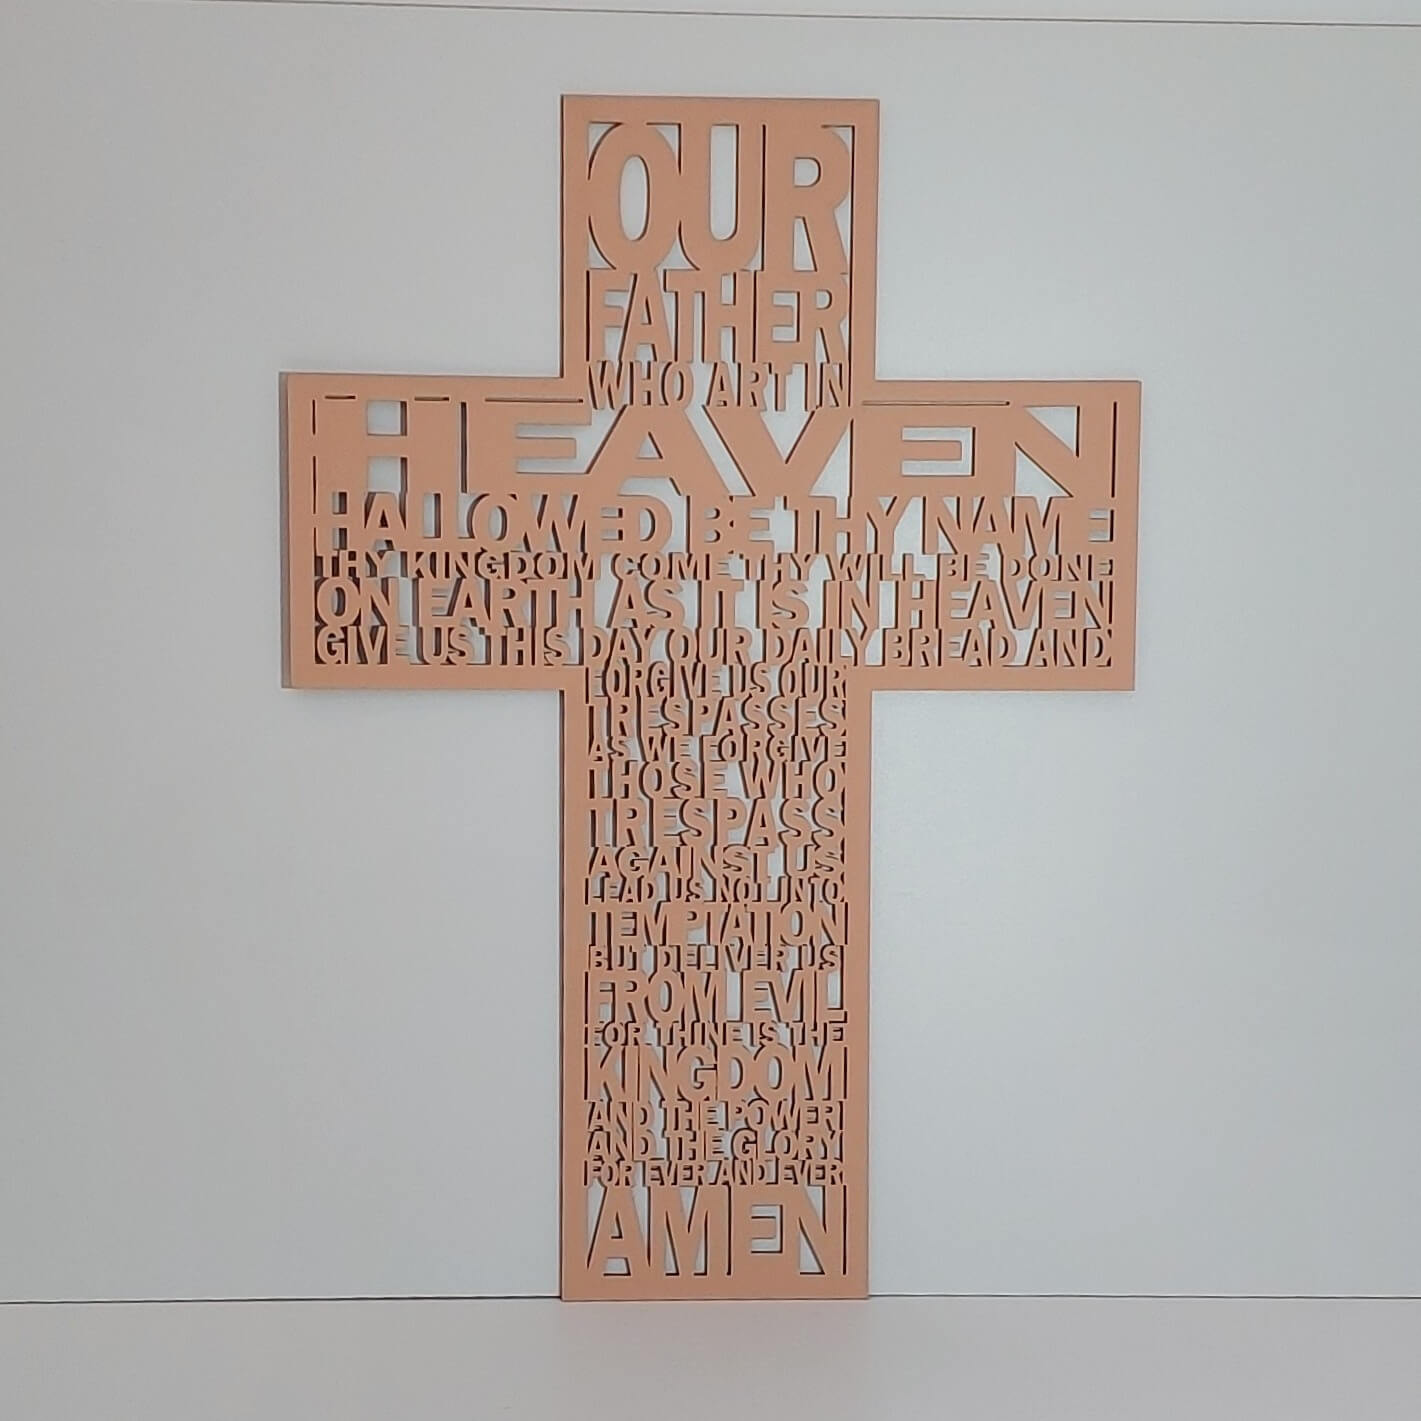 OUR
FATHER
WHO ART IN
HEAVEN
HALLOWED BE THY NAME
THY KINGDOM COME THY WILL BE DONE
ON EARTH AS IT IS IN HEAVEN
GIVE US THIS DAY OUR DAILY BREAD AND
FORGIVE US OUR
TRESPASSES
AS WE FORGIVE
THOSE WHO
TRESPASS
AGAINST US
LEAD US NOT INTO
TEMPTATION
BUT DELIVER US
FROM EVIL
FOR THINE IS THE
KINGDOM
AND THE POWER
AND THE GLORY
FOR EVER AND EVER
AMEN